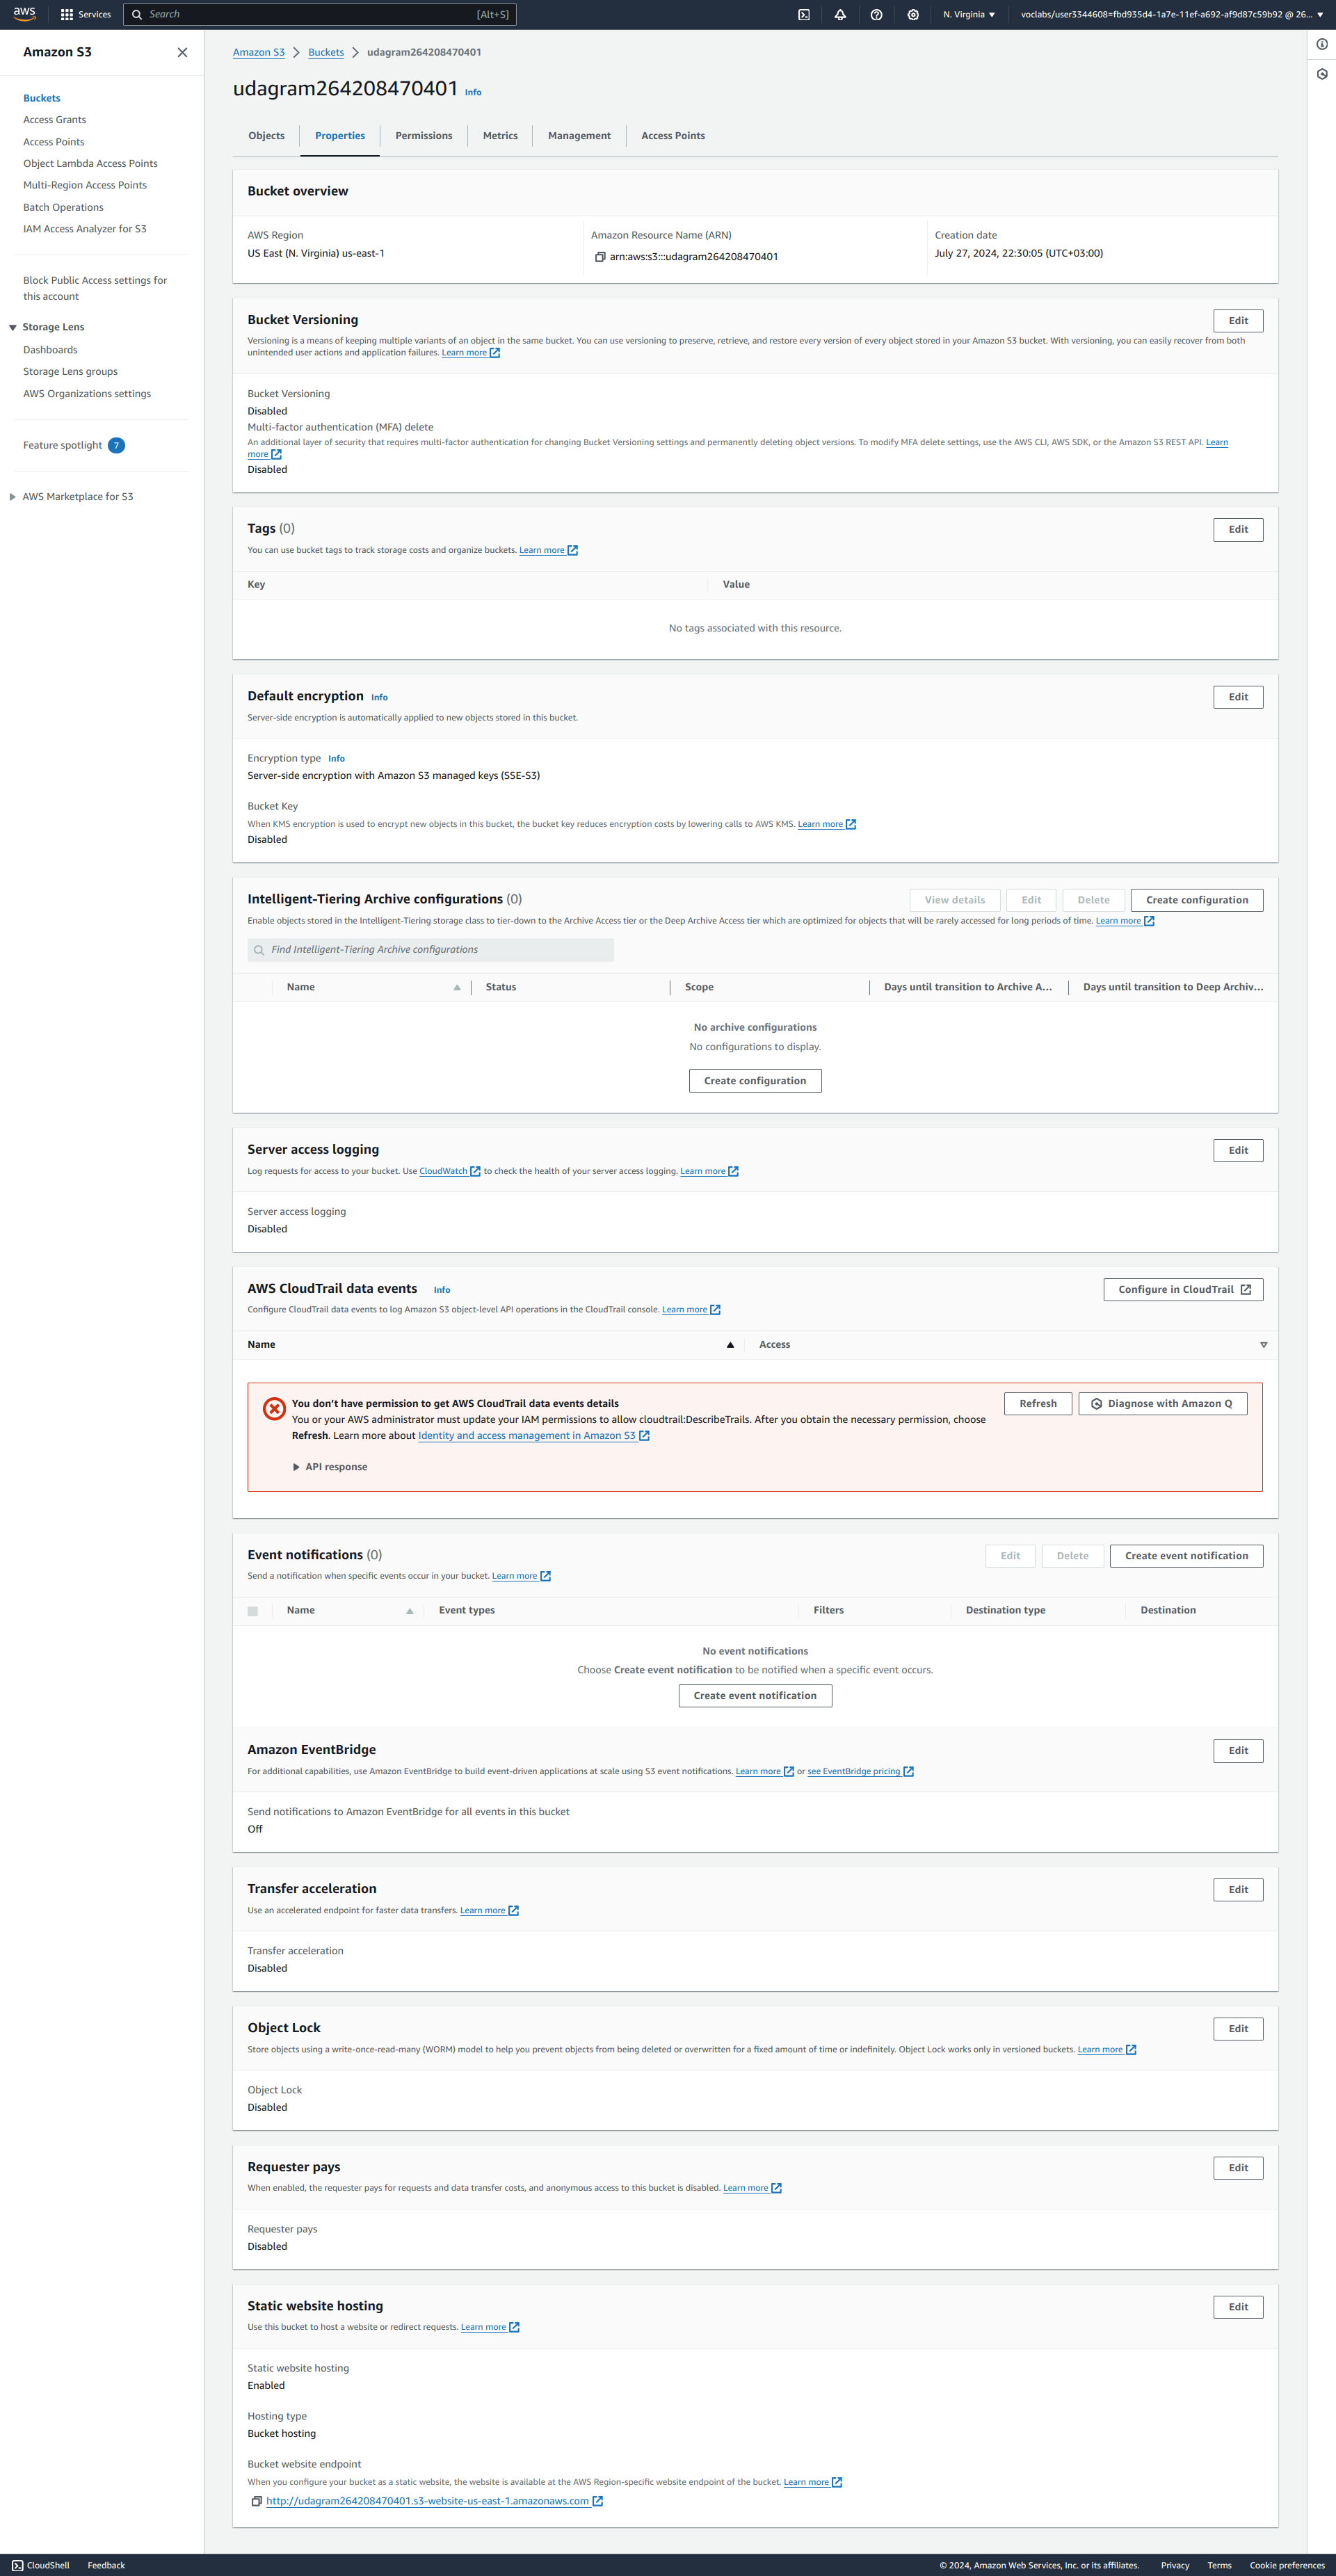 aws
Services
Search
[Alt+S]
N. Virginia
voclabs/user3344608=fbd935d4-1a7e-11ef-a692-af9d87c59b92 @ 26...
Amazon S3
Buckets
Access Grants
Access Points
Object Lambda Access Points
Multi-Region Access Points
Batch Operations
IAM Access Analyzer for S3
Block Public Access settings for
this account
Storage Lens
Dashboards
Storage Lens groups
AWS Organizations settings
Feature spotlight 7
AWS Marketplace for S3
Amazon S3 > Buckets > udagram264208470401
udagram264208470401 Info
Objects
Properties
Permissions
Metrics
Management
Access Points
Bucket overview
AWS Region
US East (N. Virginia) us-east-1
Amazon Resource Name (ARN)
arn:aws:s3:::udagram264208470401
Creation date
July 27, 2024, 22:30:05 (UTC+03:00)
Bucket Versioning
Edit
Versioning is a means of keeping multiple variants of an object in the same bucket. You can use versioning to preserve, retrieve, and restore every version of every object stored in your Amazon S3 bucket. With versioning, you can easily recover from both
unintended user actions and application failures. Learn more
Bucket Versioning
Disabled
Multi-factor authentication (MFA) delete
An additional layer of security that requires multi-factor authentication for changing Bucket Versioning settings and permanently deleting object versions. To modify MFA delete settings, use the AWS CLI, AWS SDK, or the Amazon S3 REST API. Learn
more
Disabled
Tags (0)
Edit
You can use bucket tags to track storage costs and organize buckets. Learn more
Key
Value
No tags associated with this resource.
Default encryption Info
Edit
Server-side encryption is automatically applied to new objects stored in this bucket.
Encryption type Info
Server-side encryption with Amazon S3 managed keys (SSE-S3)
Bucket Key
When KMS encryption is used to encrypt new objects in this bucket, the bucket key reduces encryption costs by lowering calls to AWS KMS. Learn more
Disabled
Intelligent-Tiering Archive configurations (0)
View details
Edit
Delete
Create configuration
Enable objects stored in the Intelligent-Tiering storage class to tier-down to the Archive Access tier or the Deep Archive Access tier which are optimized for objects that will be rarely accessed for long periods of time. Learn more
Find Intelligent-Tiering Archive configurations
Name
Status
Scope
Days until transition to Archive A...
Days until transition to Deep Archiv...
No archive configurations
No configurations to display.
Create configuration
Server access logging
Edit
Log requests for access to your bucket. Use CloudWatch to check the health of your server access logging. Learn more
Server access logging
Disabled
AWS CloudTrail data events Info
Configure in CloudTrail
Configure CloudTrail data events to log Amazon S3 object-level API operations in the CloudTrail console. Learn more
Name
Access
You don't have permission to get AWS CloudTrail data events details
Refresh
Diagnose with Amazon Q
You or your AWS administrator must update your IAM permissions to allow cloudtrail:DescribeTrails. After you obtain the necessary permission, choose
Refresh. Learn more about Identity and access management in Amazon S3
API response
Event notifications (0)
Edit
Delete
Create event notification
Send a notification when specific events occur in your bucket. Learn more
Name
Event types
Filters
Destination type
Destination
No event notifications
Choose Create event notification to be notified when a specific event occurs.
Create event notification
Amazon EventBridge
Edit
For additional capabilities, use Amazon EventBridge to build event-driven applications at scale using S3 event notifications. Learn more or see EventBridge pricing
Send notifications to Amazon EventBridge for all events in this bucket
Off
Transfer acceleration
Edit
Use an accelerated endpoint for faster data transfers. Learn more
Transfer acceleration
Disabled
Object Lock
Edit
Store objects using a write-once-read-many (WORM) model to help you prevent objects from being deleted or overwritten for a fixed amount of time or indefinitely. Object Lock works only in versioned buckets. Learn more
Object Lock
Disabled
Requester pays
Edit
When enabled, the requester pays for requests and data transfer costs, and anonymous access to this bucket is disabled. Learn more
Requester pays
Disabled
Static website hosting
Edit
Use this bucket to host a website or redirect requests. Learn more
Static website hosting
Enabled
Hosting type
Bucket hosting
Bucket website endpoint
When you configure your bucket as a static website, the website is available at the AWS Region-specific website endpoint of the bucket. Learn more
http://udagram264208470401.s3-website-us-east-1.amazonaws.com
CloudShell
Feedback
© 2024, Amazon Web Services, Inc. or its affiliates.
Privacy
Terms
Cookie preferences